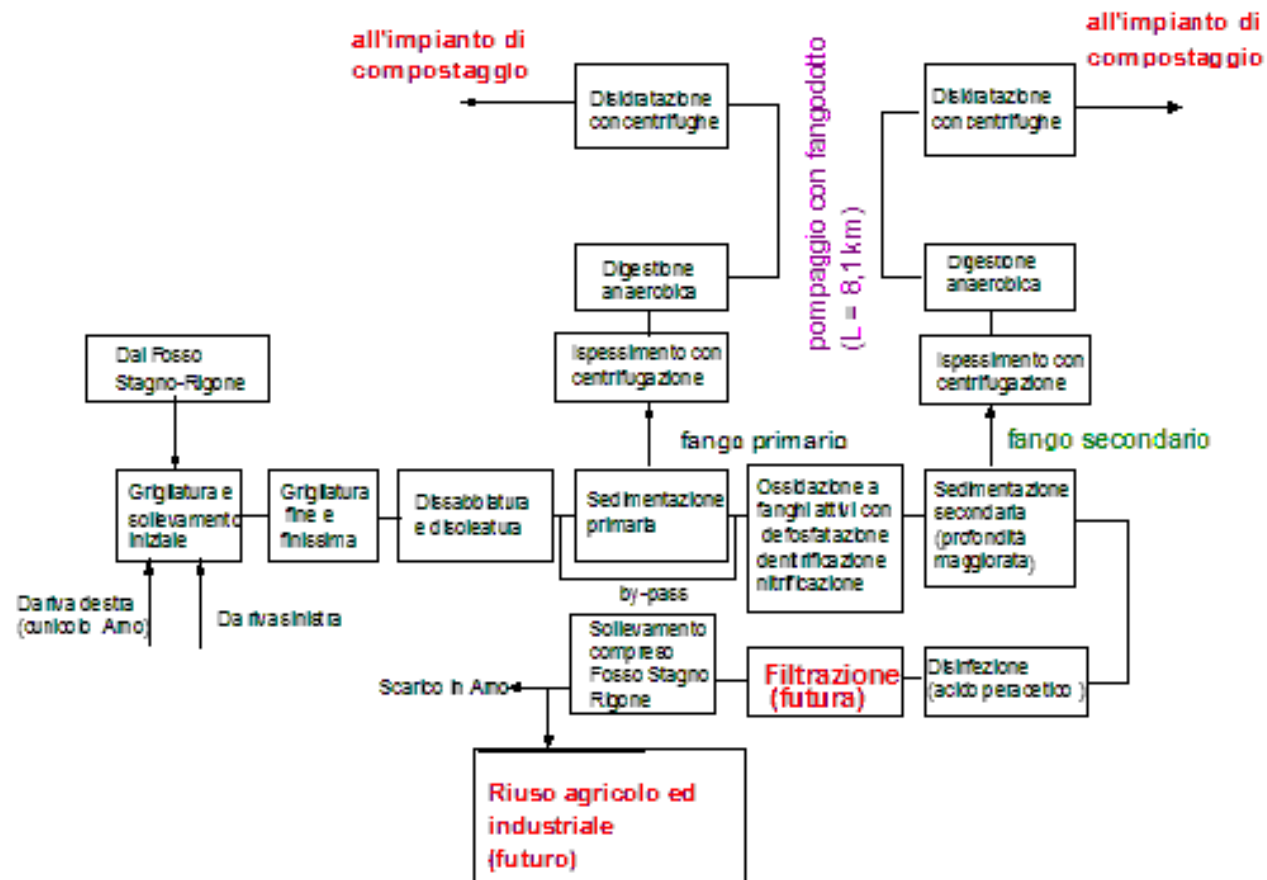 all'impianto di
compostaggio
all'impianto di
compostaggio
Disidratazione
con centrifughe
pompaggio con fangodotto
(L = 8,1 km)
Disidratazione
con centrifughe
Digestione
anaerobica
Digestione
anaerobica
Dal Fosso
Stagno-Rigone
Ispessimento con
centrifugazione
Ispessimento con
centrifugazione
fango primario
fango secondario
Grigliatura e
sollevamento
iniziale
Grigliatura
fine e
finissima
Dissabbiatura
e disoleatura
Sedimentazione
primaria
Ossidazione a
fanghi attivi con
defosfatazione
denitrificazione
nitrificazione
Sedimentazione
secondaria
(profondità
maggiorata)
by-pass
Da riva destra
(cunicolo Arno)
Da riva sinistra
Sollevamento
compreso
Fosso Stagno
Rigone
Filtrazione
(futura)
Disinfezione
(acido peracetico )
Scarico in Arno
Riuso agricolo ed
industriale
(futuro)